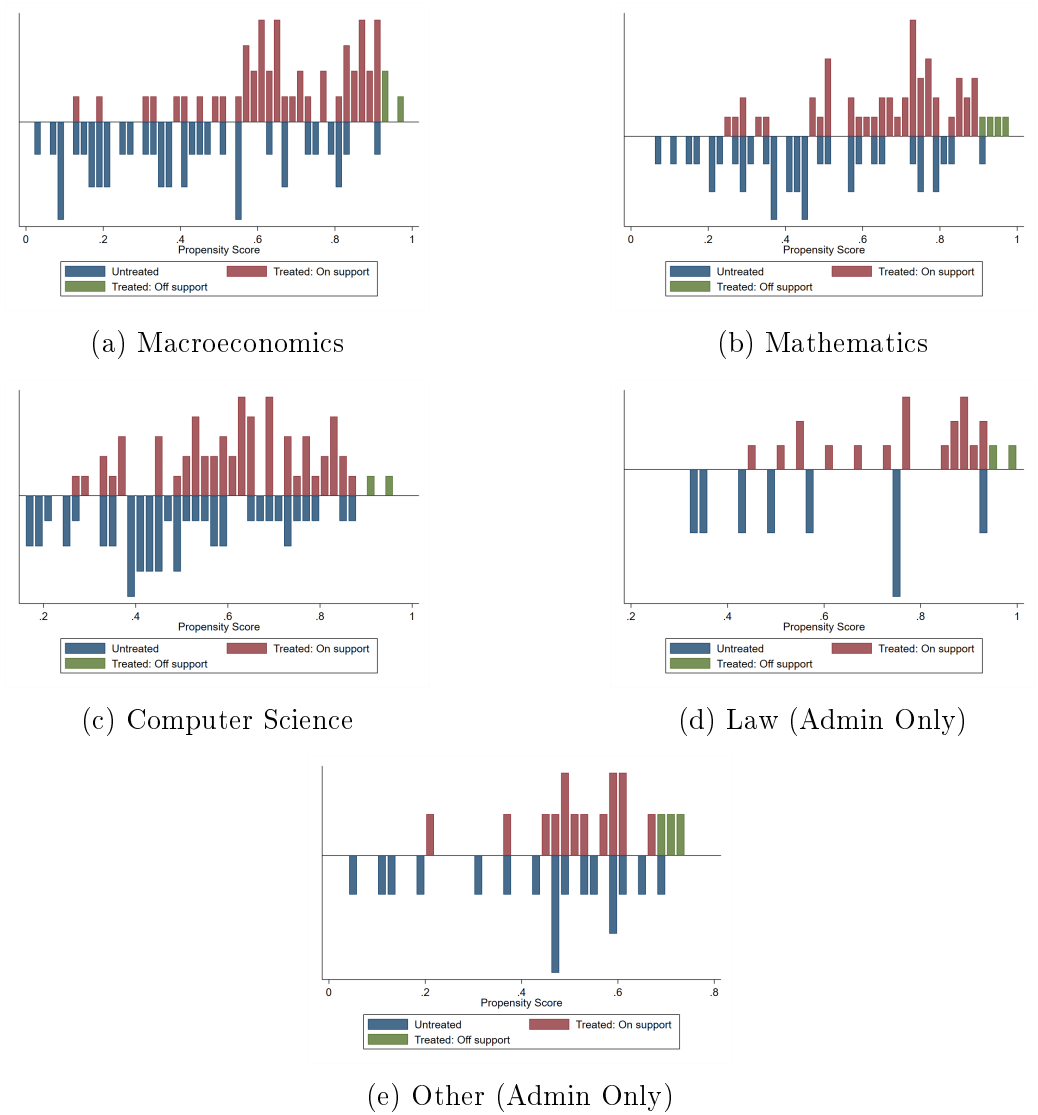 0 .2 .4 .6 .8 1
Propensity Score
Untreated Treated: On support
Treated: Off support
(a) Macroeconomics
0 .2 .4 .6 .8 1
Propensity Score
Untreated Treated: On support
Treated: Off support
(b) Mathematics
.2 .4 .6 .8 1
Propensity Score
Untreated Treated: On support
Treated: Off support
(c) Computer Science
.2 .4 .6 .8 1
Propensity Score
Untreated Treated: On support
Treated: Off support
(d) Law (Admin Only)
0 .2 .4 .6 .8
Propensity Score
Untreated Treated: On support
Treated: Off support
(e) Other (Admin Only)